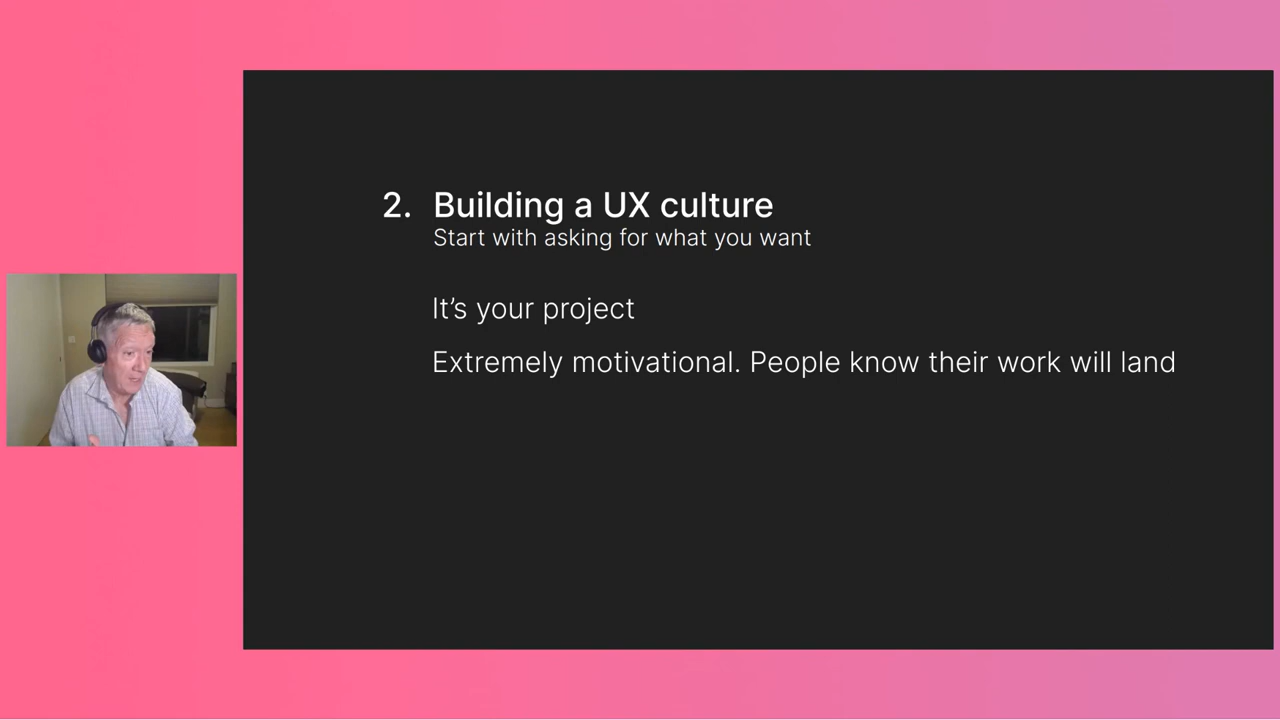 2. Building a UX culture
Start with asking for what you want
It’s your project
Extremely motivational. People know their work will land